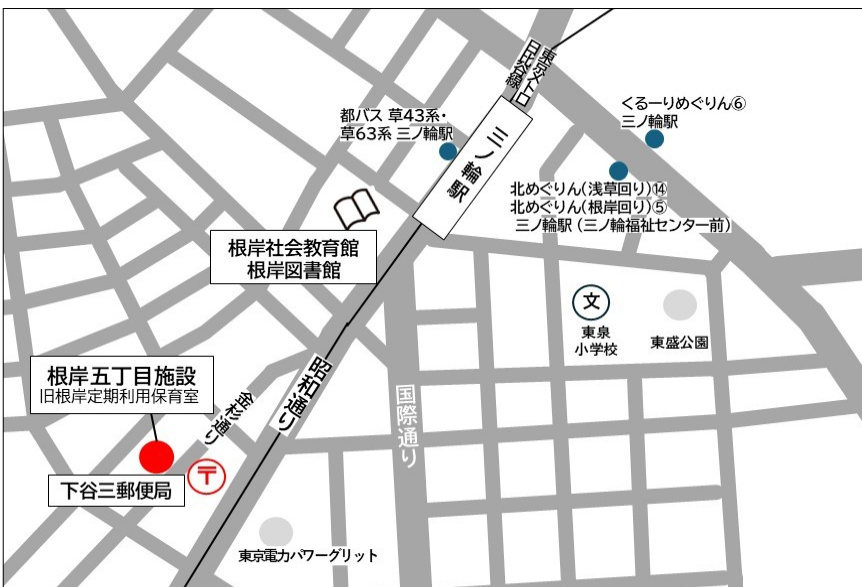 東京メトロ
日比谷線
三ノ輪駅
都バス 草43系・
草63系 三ノ輪駅
くるーりめぐりん⑥
三ノ輪駅
北めぐりん(浅草回り)⑭
北めぐりん(根岸回り)⑤
三ノ輪駅 (三ノ輪福祉センター前)
根岸社会教育館
根岸図書館
文
東泉
小学校
東盛公園
根岸五丁目施設
旧根岸定期利用保育室
金杉通り
昭和通り
国際通り
下谷三郵便局
〒
東京電力パワーグリット